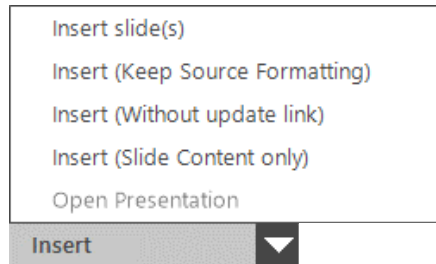 Insert slide(s)
Insert (Keep Source Formatting)
Insert (Without update link)
Insert (Slide Content only)
Open Presentation
Insert